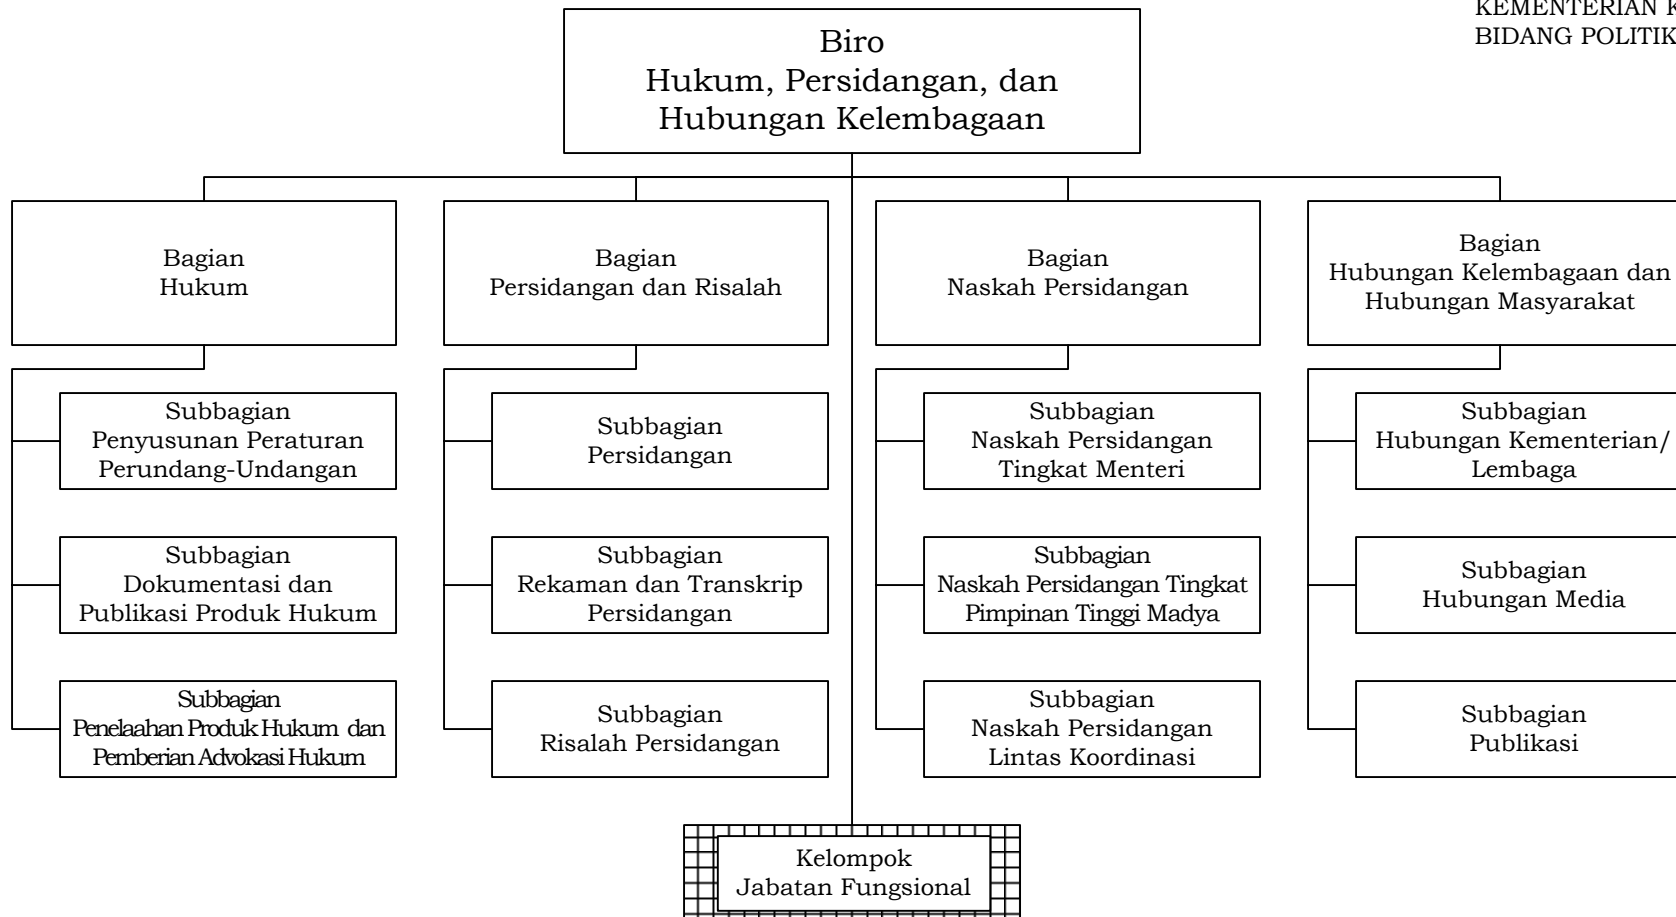 KEMENTERIAN
BIDANG POLITIK
Biro
Hukum, Persidangan, dan
Hubungan Kelembagaan
Bagian
Hukum
Bagian
Persidangan dan Risalah
Bagian
Naskah Persidangan
Bagian
Hubungan Kelembagaan dan
Hubungan Masyarakat
Subbagian
Penyusunan Peraturan
Perundang-Undangan
Subbagian
Persidangan
Subbagian
Naskah Persidangan
Tingkat Menteri
Subbagian
Hubungan Kementerian/
Lembaga
Subbagian
Dokumentasi dan
Publikasi Produk Hukum
Subbagian
Rekaman dan Transkrip
Persidangan
Subbagian
Naskah Persidangan Tingkat
Pimpinan Tinggi Madya
Subbagian
Hubungan Media
Subbagian
Penelaahan Produk Hukum dan
Pemberian Advokasi Hukum
Subbagian
Risalah Persidangan
Subbagian
Naskah Persidangan
Lintas Koordinasi
Subbagian
Publikasi
Kelompok
Jabatan Fungsional